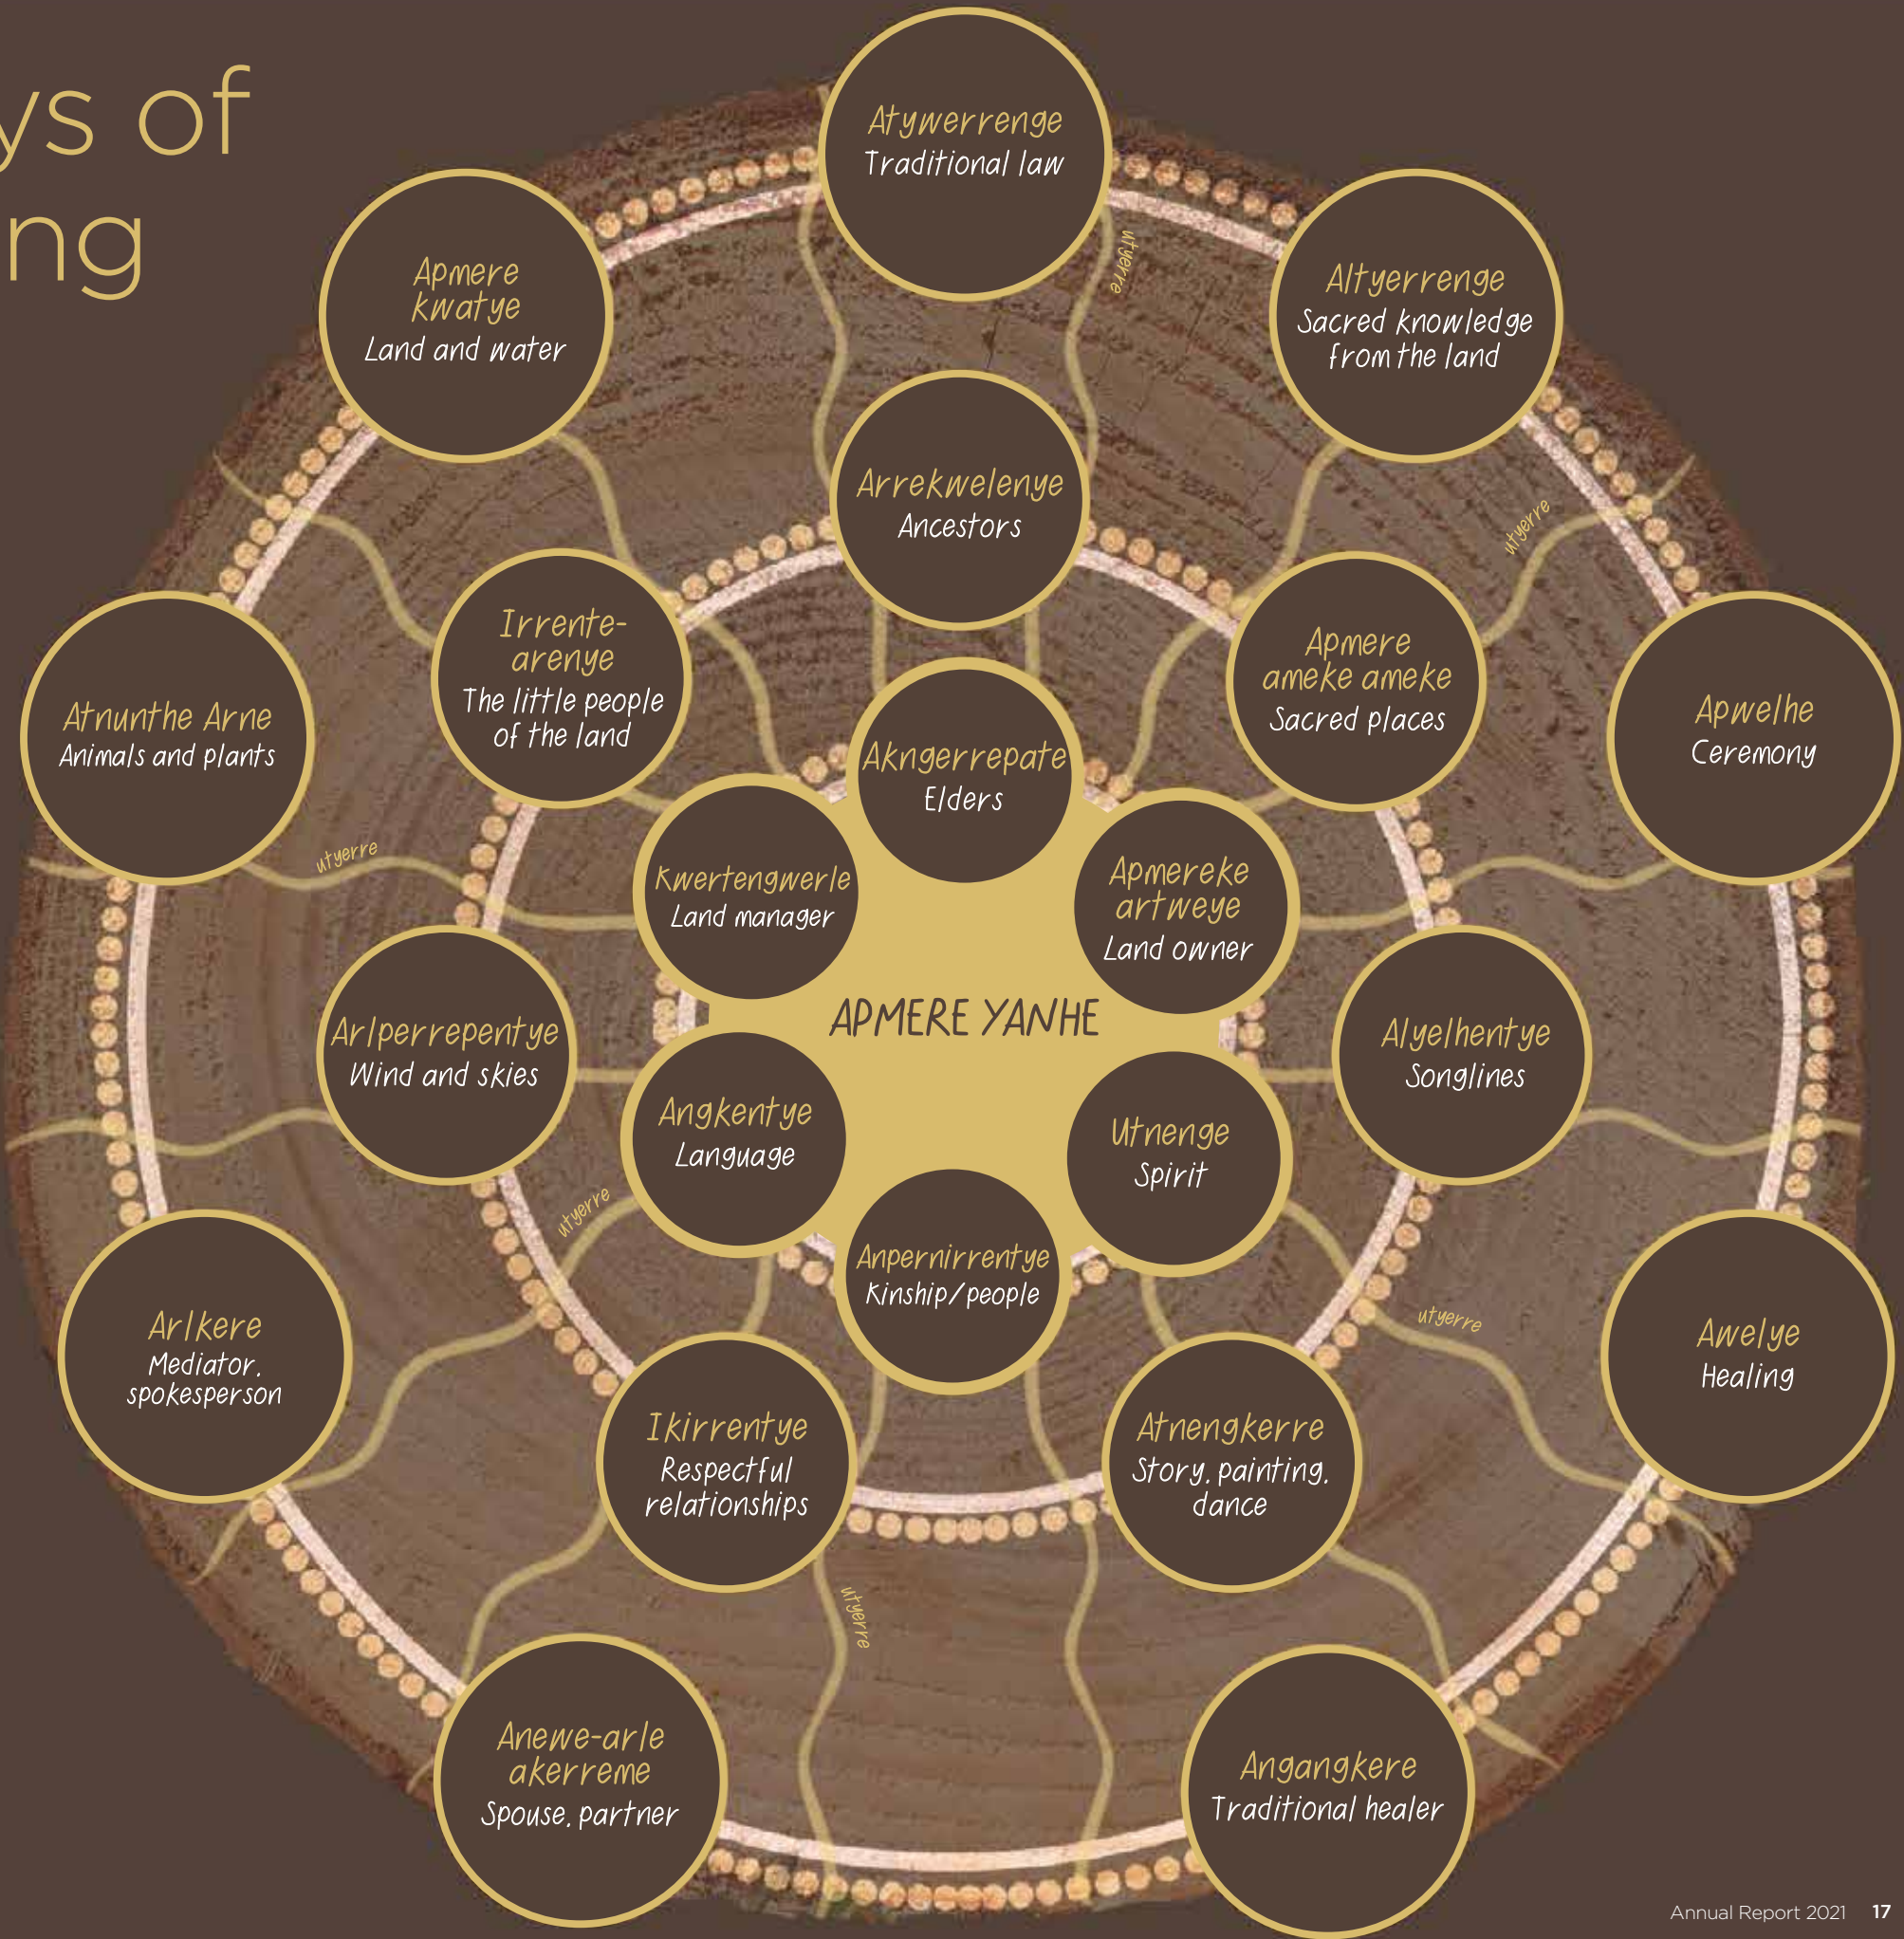 ys of
ng
Atywerrenge
Traditional law
utyerre
Apmere
kwatye
Land and water
Altyerrenge
Sacred knowledge
from the land
Arrekwelenye
Ancestors
utyerre
Irrente-
arenye
The little people
of the land
Apmere
ameke ameke
Sacred places
Atnunthe Arne
Animals and plants
Apwelhe
Ceremony
Akngerrepate
Elders
utyerre
Kwertengwerle
Land manager
Apmereke
artweye
Land owner
APMERE YANHE
Arlperrepentye
Wind and skies
Alyelhentye
Songlines
Angkentye
Language
Utnenge
Spirit
utyerre
Anpernirrentye
Kinship/people
Arlkere
Mediator,
spokesperson
utyerre
Awelye
Healing
Ikirrentye
Respectful
relationships
Atnengkerre
Story, painting,
dance
utyerre
Anewe-arle
akerreme
Spouse, partner
Angangkere
Traditional healer
Annual Report 2021 17